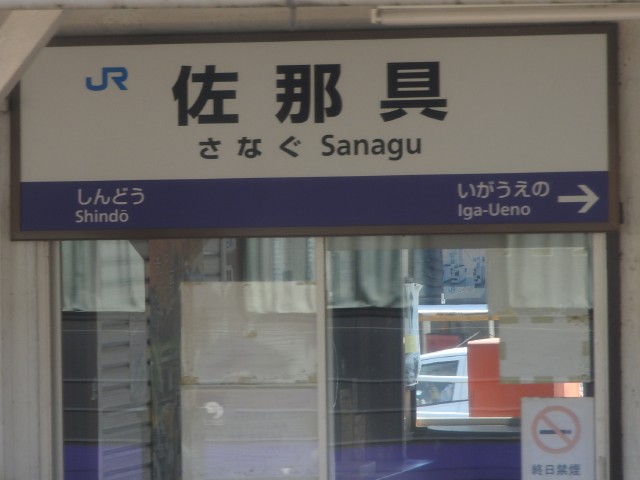 JR
佐那具
さなぐ Sanagu
しんどう
Shindō
いがうえの →
Iga-Ueno
終日禁煙